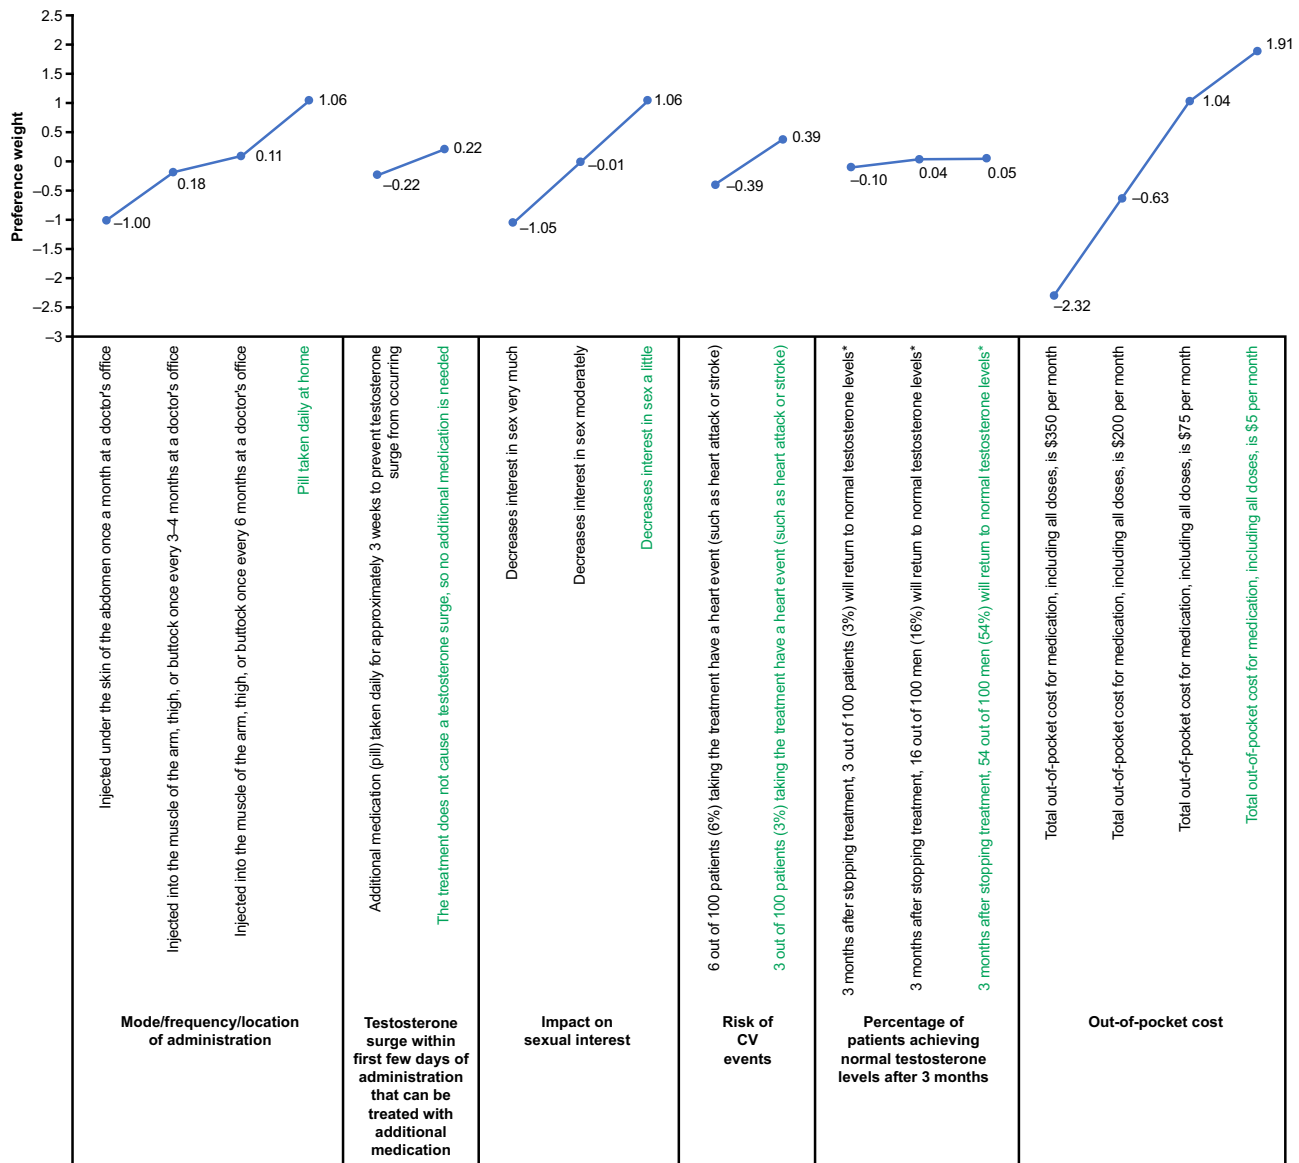 Preference weight
2.5
2
1.5
1
0.5
0
–0.5
–1
–1.5
–2
–2.5
–3
–1.00
0.18
0.11
1.06
–0.22
0.22
–1.05
–0.01
1.06
–0.39
0.39
–0.10
0.04
0.05
–2.32
–0.63
1.04
1.91
Injected under the skin of the abdomen once a month at a doctor's office
Injected into the muscle of the arm, thigh, or buttock once every 3–4 months at a doctor's office
Injected into the muscle of the arm, thigh, or buttock once every 6 months at a doctor's office
Pill taken daily at home
Additional medication (pill) taken daily for approximately 3 weeks to prevent testosterone
surge from occurring
The treatment does not cause a testosterone surge, so no additional medication is needed
Decreases interest in sex very much
Decreases interest in sex moderately
Decreases interest in sex a little
6 out of 100 patients (6%) taking the treatment have a heart event (such as heart attack or stroke)
3 out of 100 patients (3%) taking the treatment have a heart event (such as heart attack or stroke)
3 months after stopping treatment, 3 out of 100 patients (3%) will return to normal testosterone levels*
3 months after stopping treatment, 16 out of 100 men (16%) will return to normal testosterone levels*
3 months after stopping treatment, 54 out of 100 men (54%) will return to normal testosterone levels*
Total out-of-pocket cost for medication, including all doses, is $350 per month
Total out-of-pocket cost for medication, including all doses, is $200 per month
Total out-of-pocket cost for medication, including all doses, is $75 per month
Total out-of-pocket cost for medication, including all doses, is $5 per month
Mode/frequency/location
of administration
Testosterone
surge within
first few days of
administration
that can be
treated with
additional
medication
Impact on
sexual interest
Risk of
CV
events
Percentage of
patients achieving
normal testosterone
levels after 3 months
Out-of-pocket cost